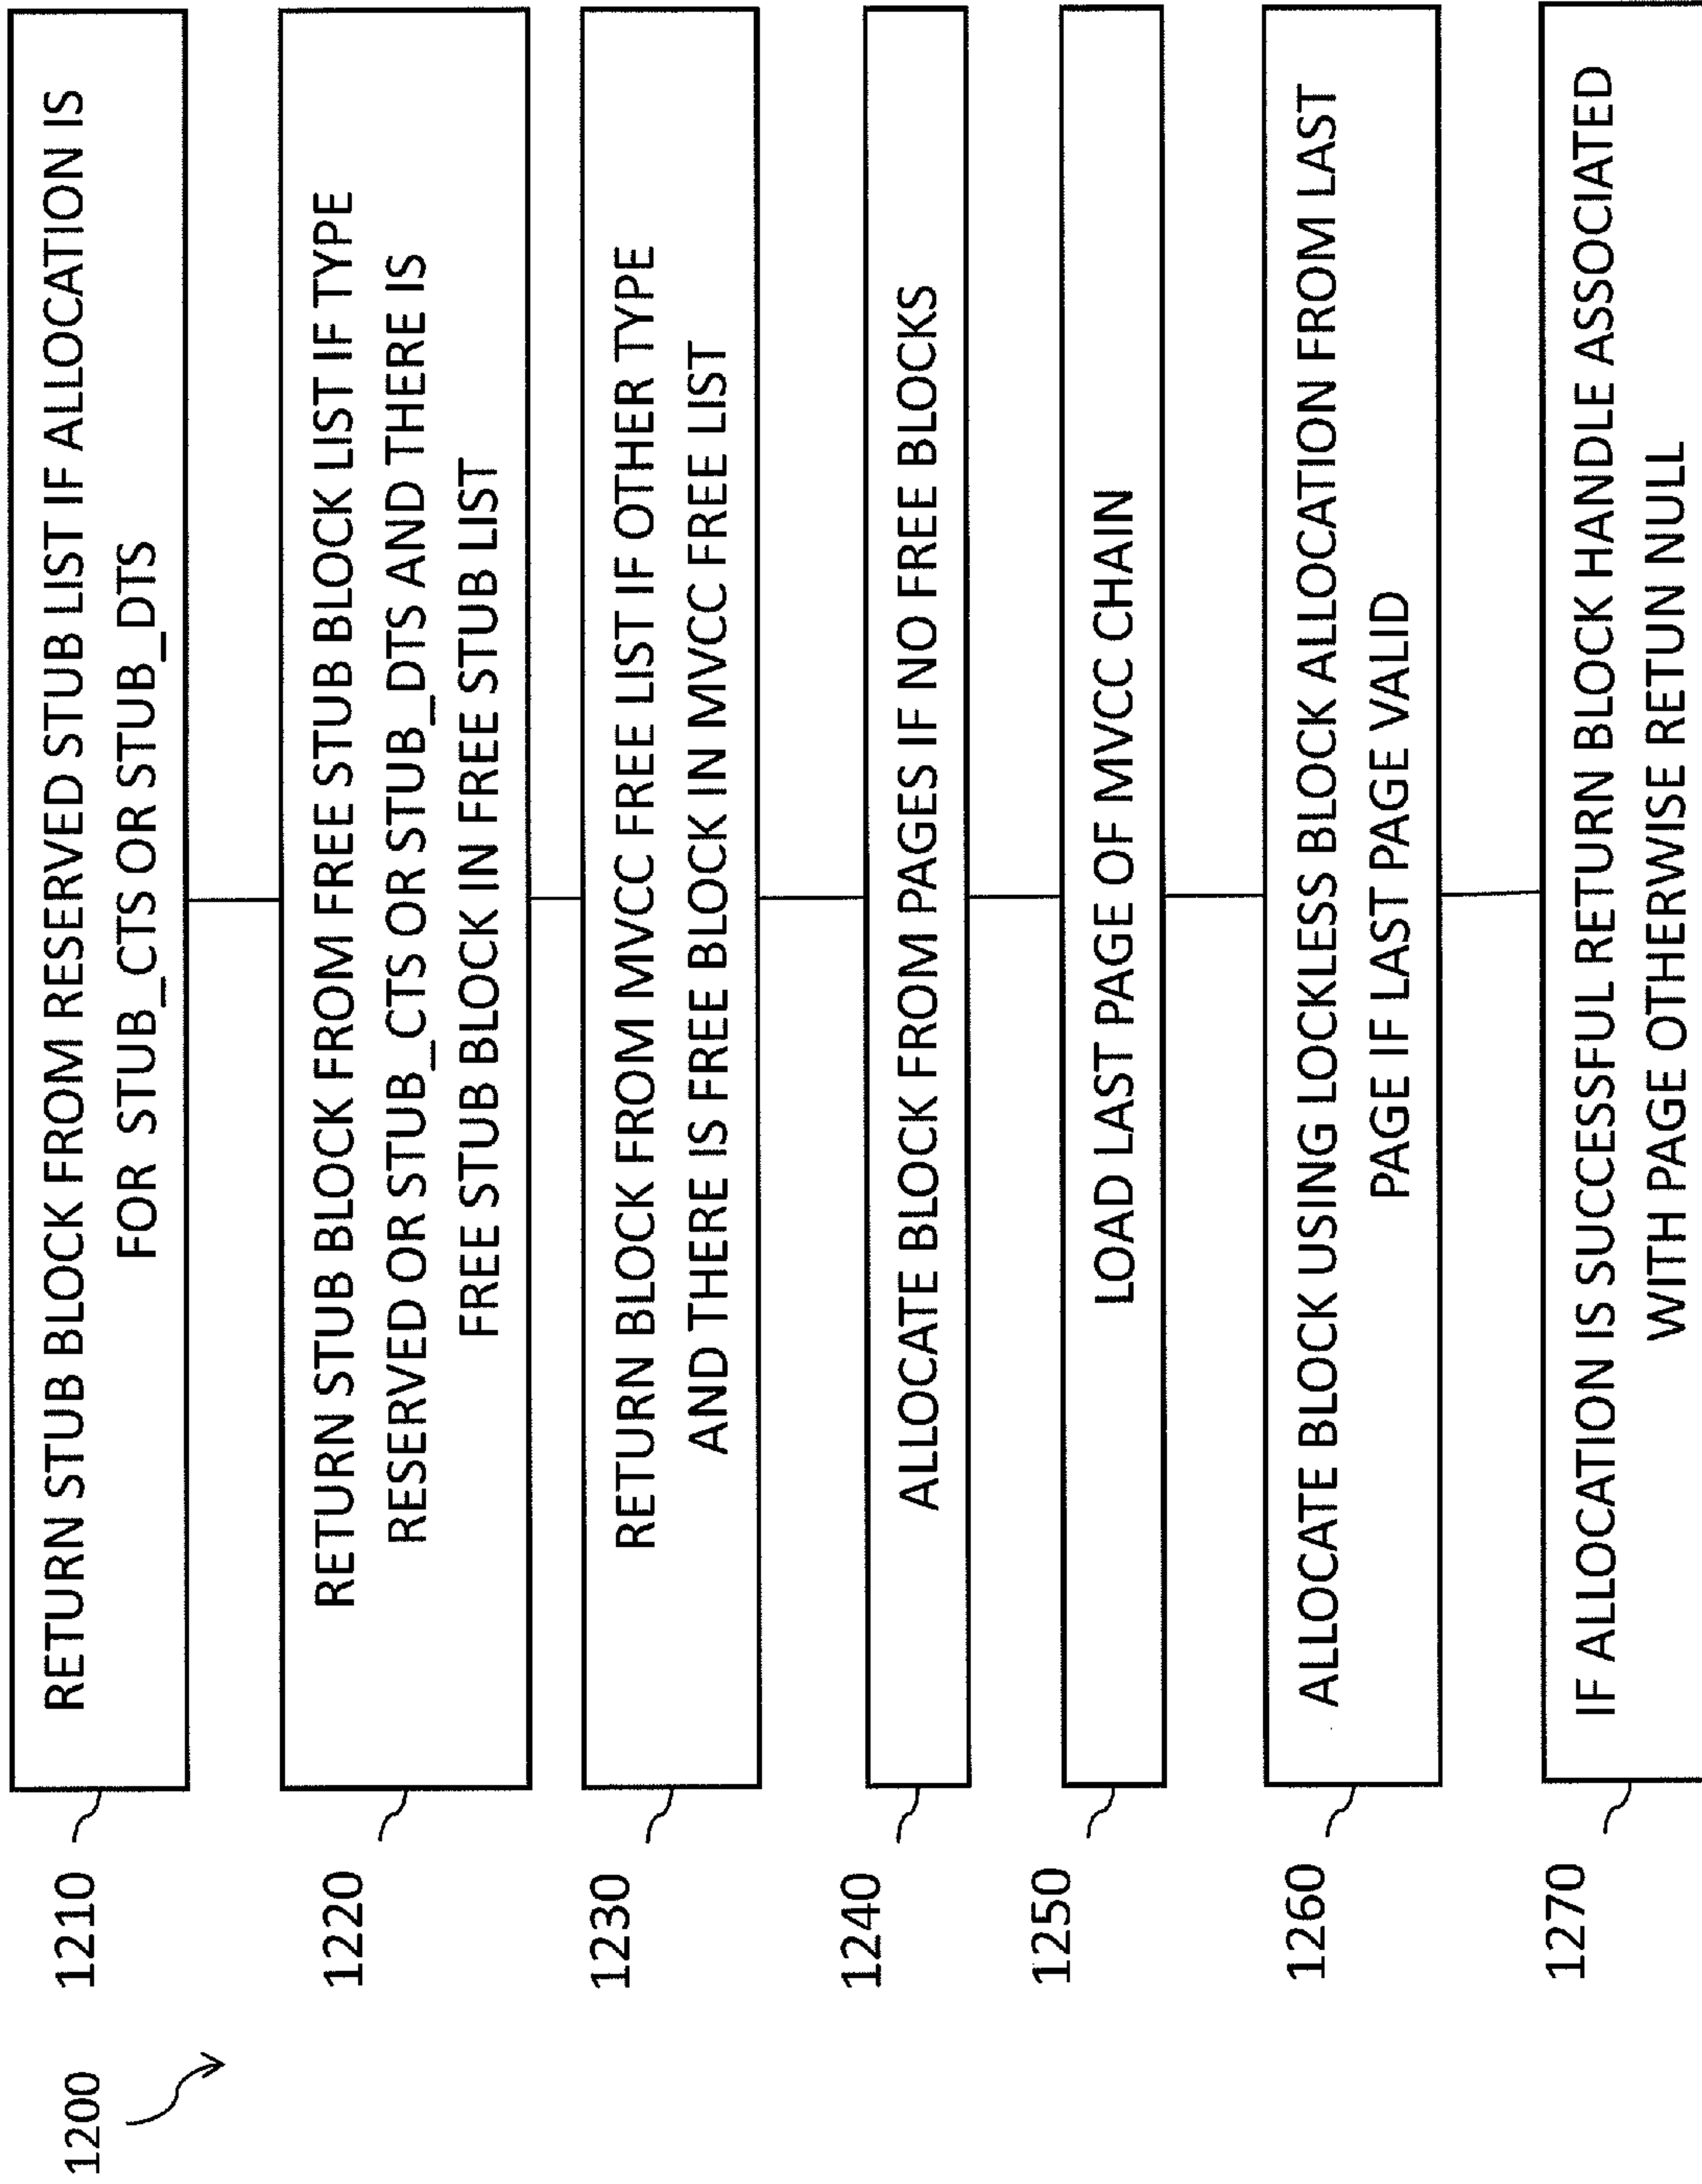 1200
1210
RETURN STUB BLOCK FROM RESERVED STUB LIST IF ALLOCATION IS
FOR STUB_CTS OR STUB_DTS
1220
RETURN STUB BLOCK FROM FREE STUB BLOCK LIST IF TYPE
RESERVED OR STUB_CTS OR STUB_DTS AND THERE IS
FREE STUB BLOCK IN FREE STUB LIST
1230
RETURN BLOCK FROM MVCC FREE LIST IF OTHER TYPE
AND THERE IS FREE BLOCK IN MVCC FREE LIST
1240
ALLOCATE BLOCK FROM PAGES IF NO FREE BLOCKS
1250
LOAD LAST PAGE OF MVCC CHAIN
1260
ALLOCATE BLOCK USING LOCKLESS BLOCK ALLOCATION FROM LAST
PAGE IF LAST PAGE VALID
1270
IF ALLOCATION IS SUCCESSFUL RETURN BLOCK HANDLE ASSOCIATED
WITH PAGE OTHERWISE RETUN NULL